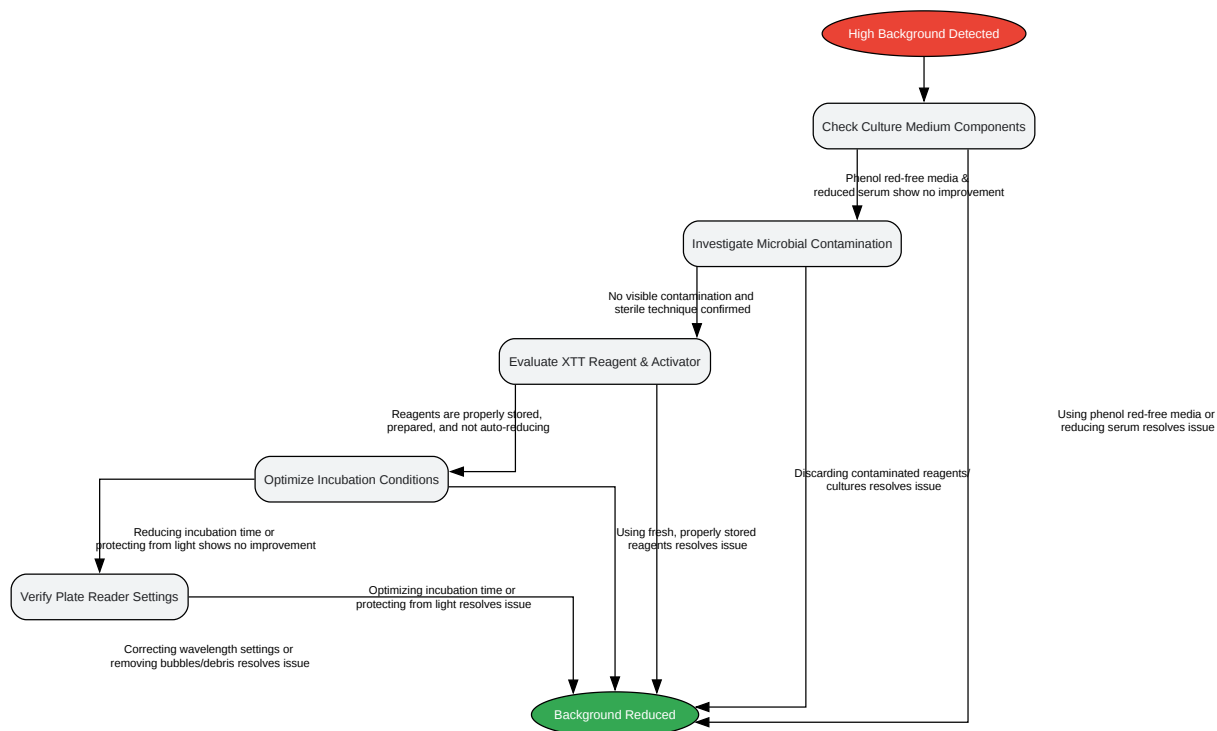 High Background Detected
Check Culture Medium Components
Phenol red-free media &
reduced serum show no improvement
Investigate Microbial Contamination
No visible contamination and
sterile technique confirmed
Evaluate XTT Reagent & Activator
Reagents are properly stored,
prepared, and not auto-reducing
Using phenol red-free media or
reducing serum resolves issue
Optimize Incubation Conditions
Discarding contaminated reagents/
cultures resolves issue
Reducing incubation time or
protecting from light shows no improvement
Using fresh, properly stored
reagents resolves issue
Verify Plate Reader Settings
Optimizing incubation time or
protecting from light resolves issue
Correcting wavelength settings or
removing bubbles/debris resolves issue
Background Reduced